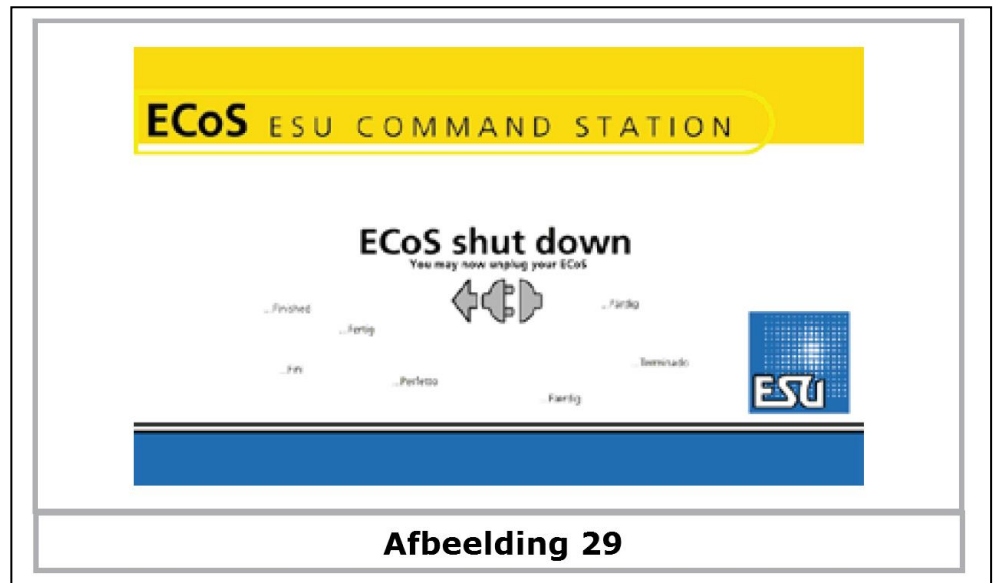 ECoS ESU COMMAND STATION
ECoS shut down
You may now unplug your ECoS
...Finished
...Färdig
...Fertig
...Fin
...Terminado
...Perfetto
...Færdig
ESU
Afbeelding 29